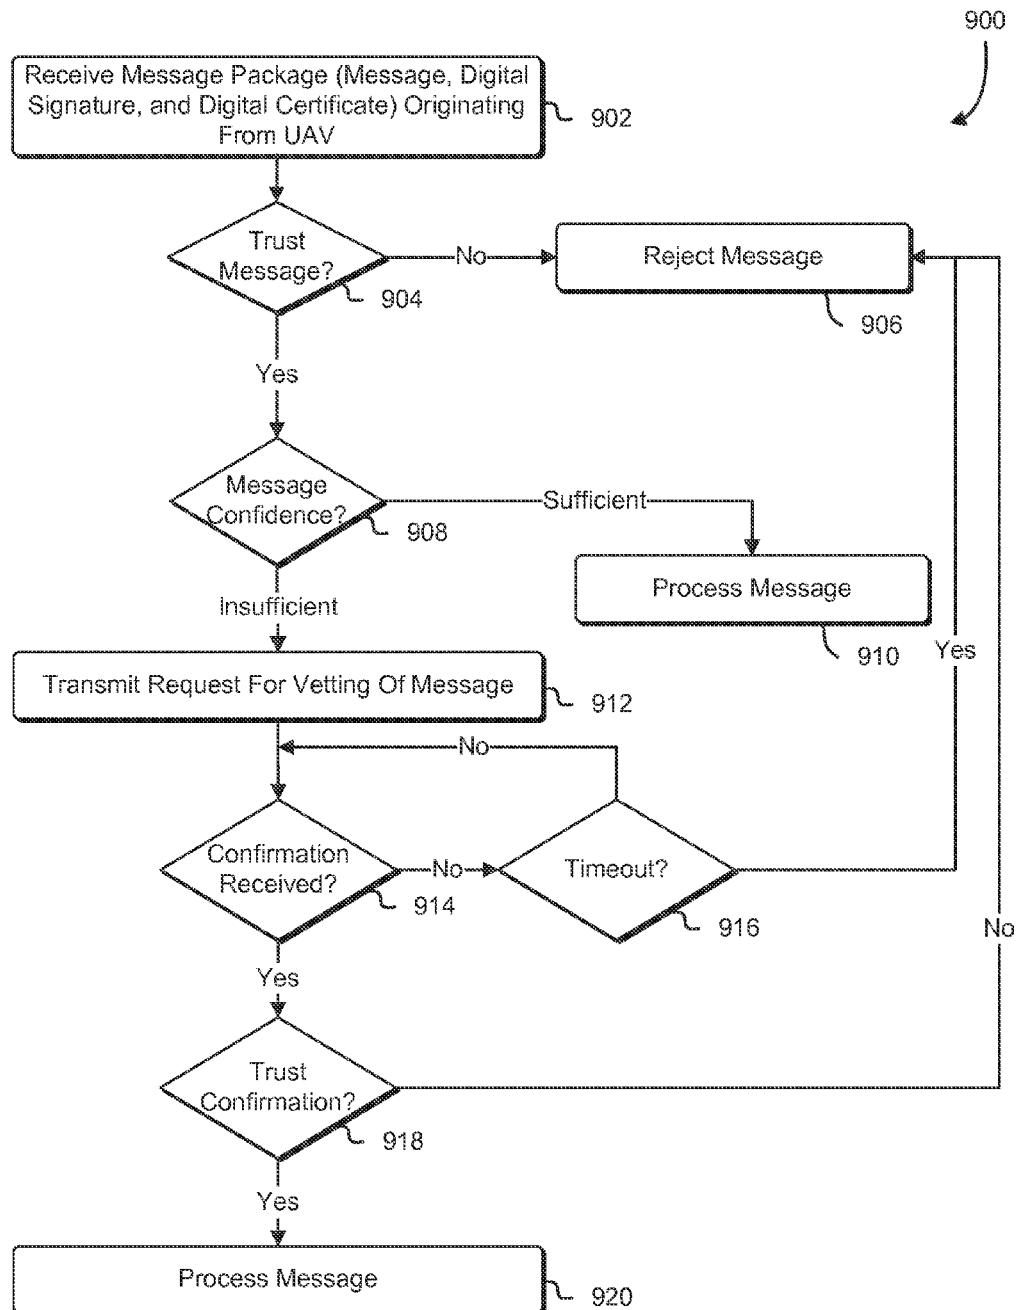 900
Receive Message Package (Message, Digital
Signature, and Digital Certificate) Originating
From UAV
902
Trust
Message?
904
No
Reject Message
906
Yes
Message
Confidence?
908
Sufficient
Process Message
910
Insufficient
Yes
Transmit Request For Vetting Of Message
912
No
Confirmation
Received?
914
No
Timeout?
916
No
Yes
Trust
Confirmation?
918
Yes
Process Message
920